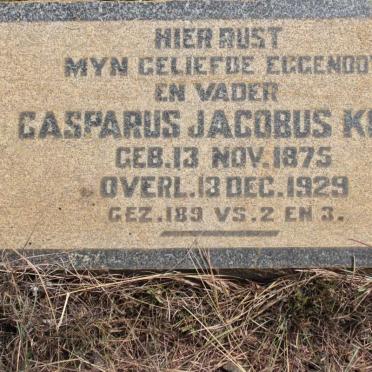 HIER RUST
MYN GELIEFDE EGGENOO
EN VADER
CASPARUS JACOBUS K
GEB. 13 NOV. 1875
OVERL. 13 DEC. 1929
GEZ. 189 VS. 2 EN 3.